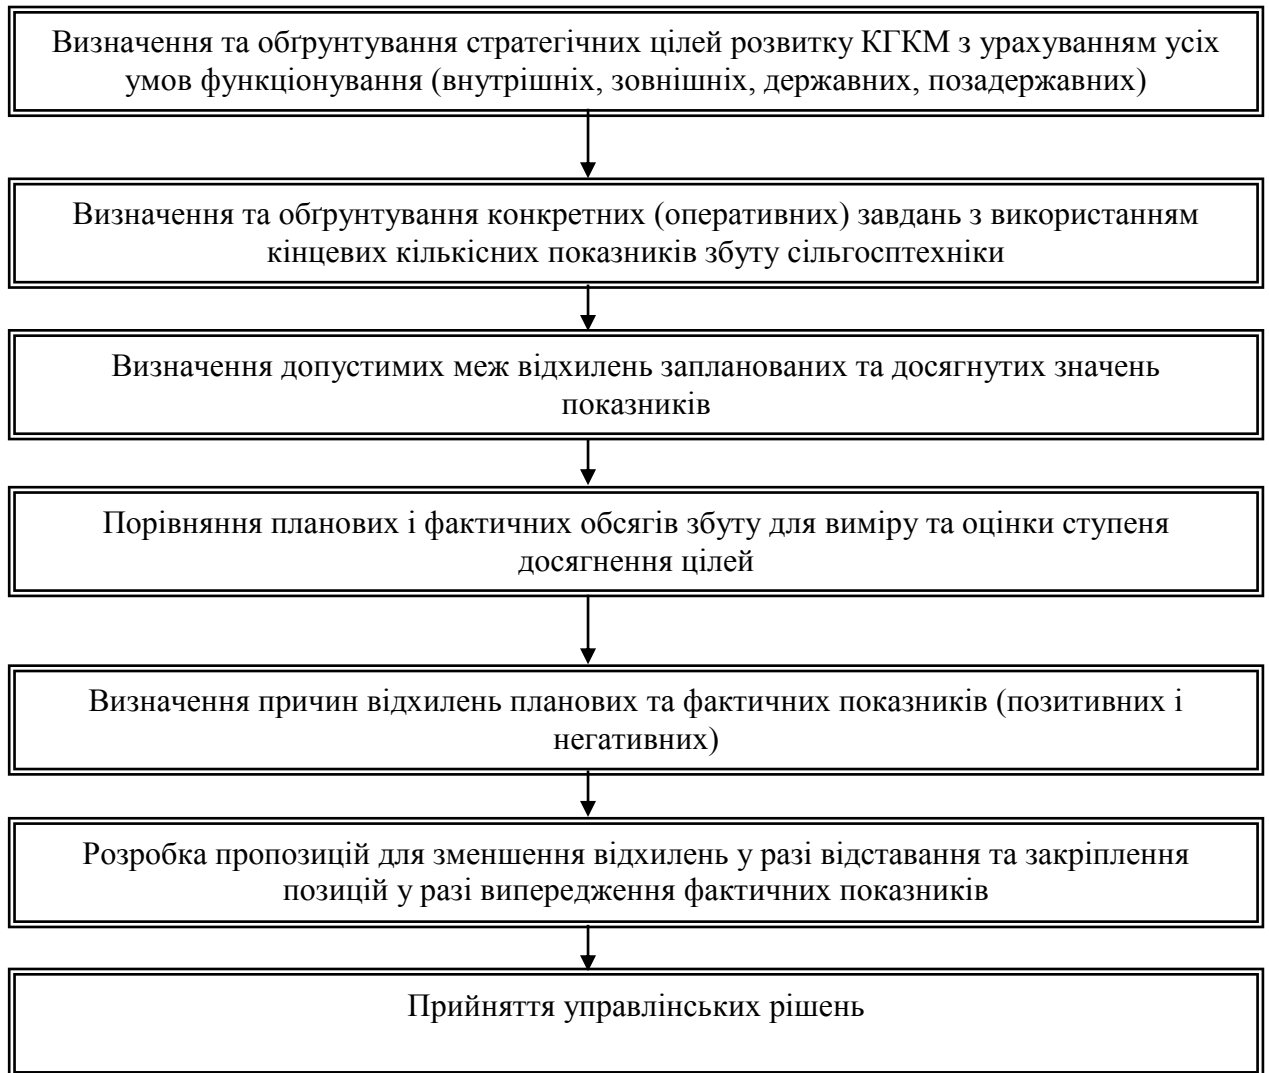 Визначення та обґрунтування стратегічних цілей розвитку КГКМ з урахуванням усіх
умов функціонування (внутрішніх, зовнішніх, державних, позадержавних)
Визначення та обґрунтування конкретних (оперативних) завдань з використанням
кінцевих кількісних показників збуту сільгосптехніки
Визначення допустимих меж відхилень запланованих та досягнутих значень
показників
Порівняння планових і фактичних обсягів збуту для виміру та оцінки ступеня
досягнення цілей
Визначення причин відхилень планових та фактичних показників (позитивних і
негативних)
Розробка пропозицій для зменшення відхилень у разі відставання та закріплення
позицій у разі випередження фактичних показників
Прийняття управлінських рішень